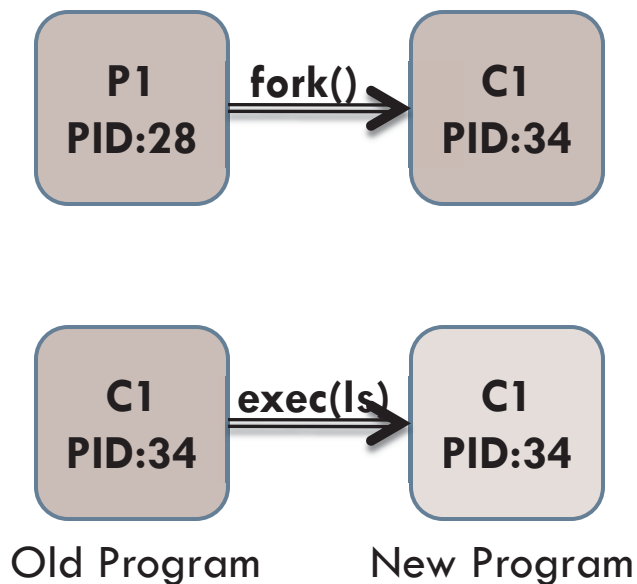 P1
PID:28
fork()
C1
PID:34
C1
PID:34
exec(ls)
C1
PID:34
Old Program
New Program